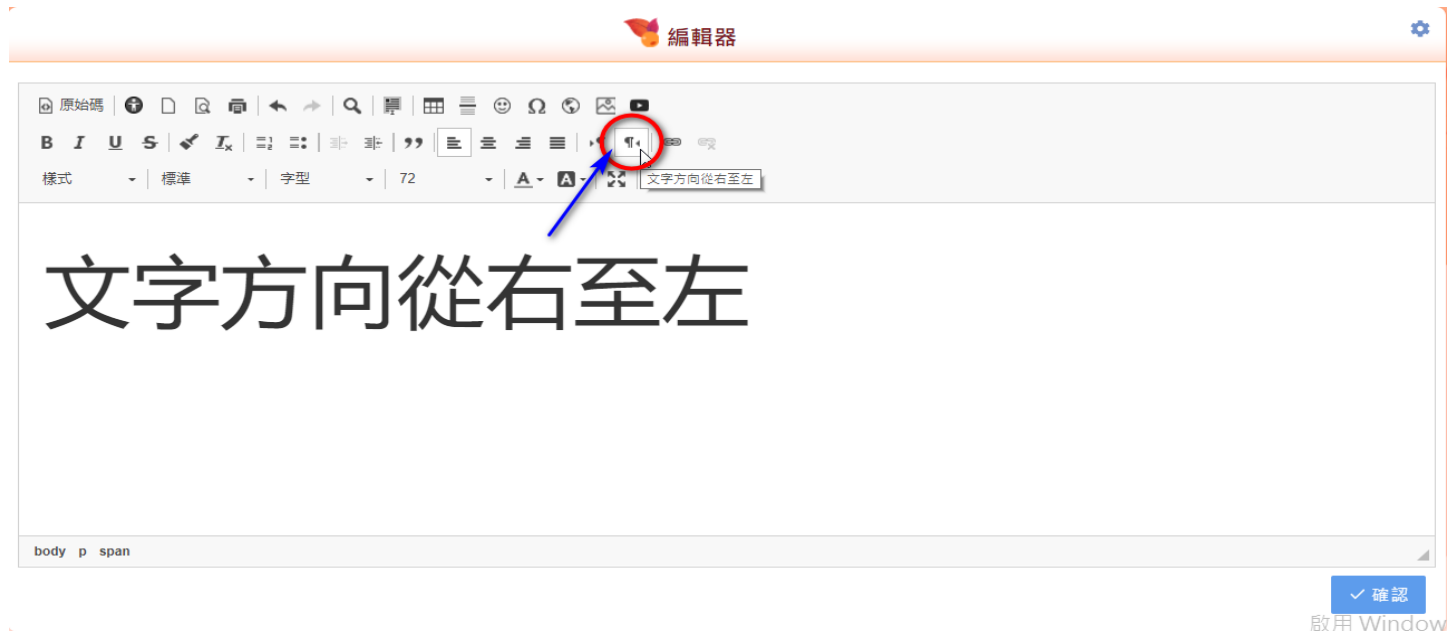 編輯器
原始碼
樣式 標準 字型 72
文字方向從右至左
文字方向從右至左
body p span
確認
啟用 Window